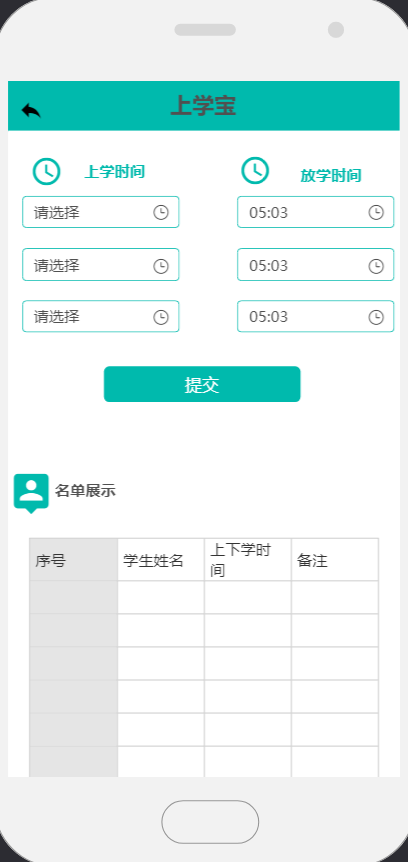 上学宝
上学时间
放学时间
请选择
05:03
请选择
05:03
请选择
05:03
提交
名单展示
序号
学生姓名
上下学时
间
备注